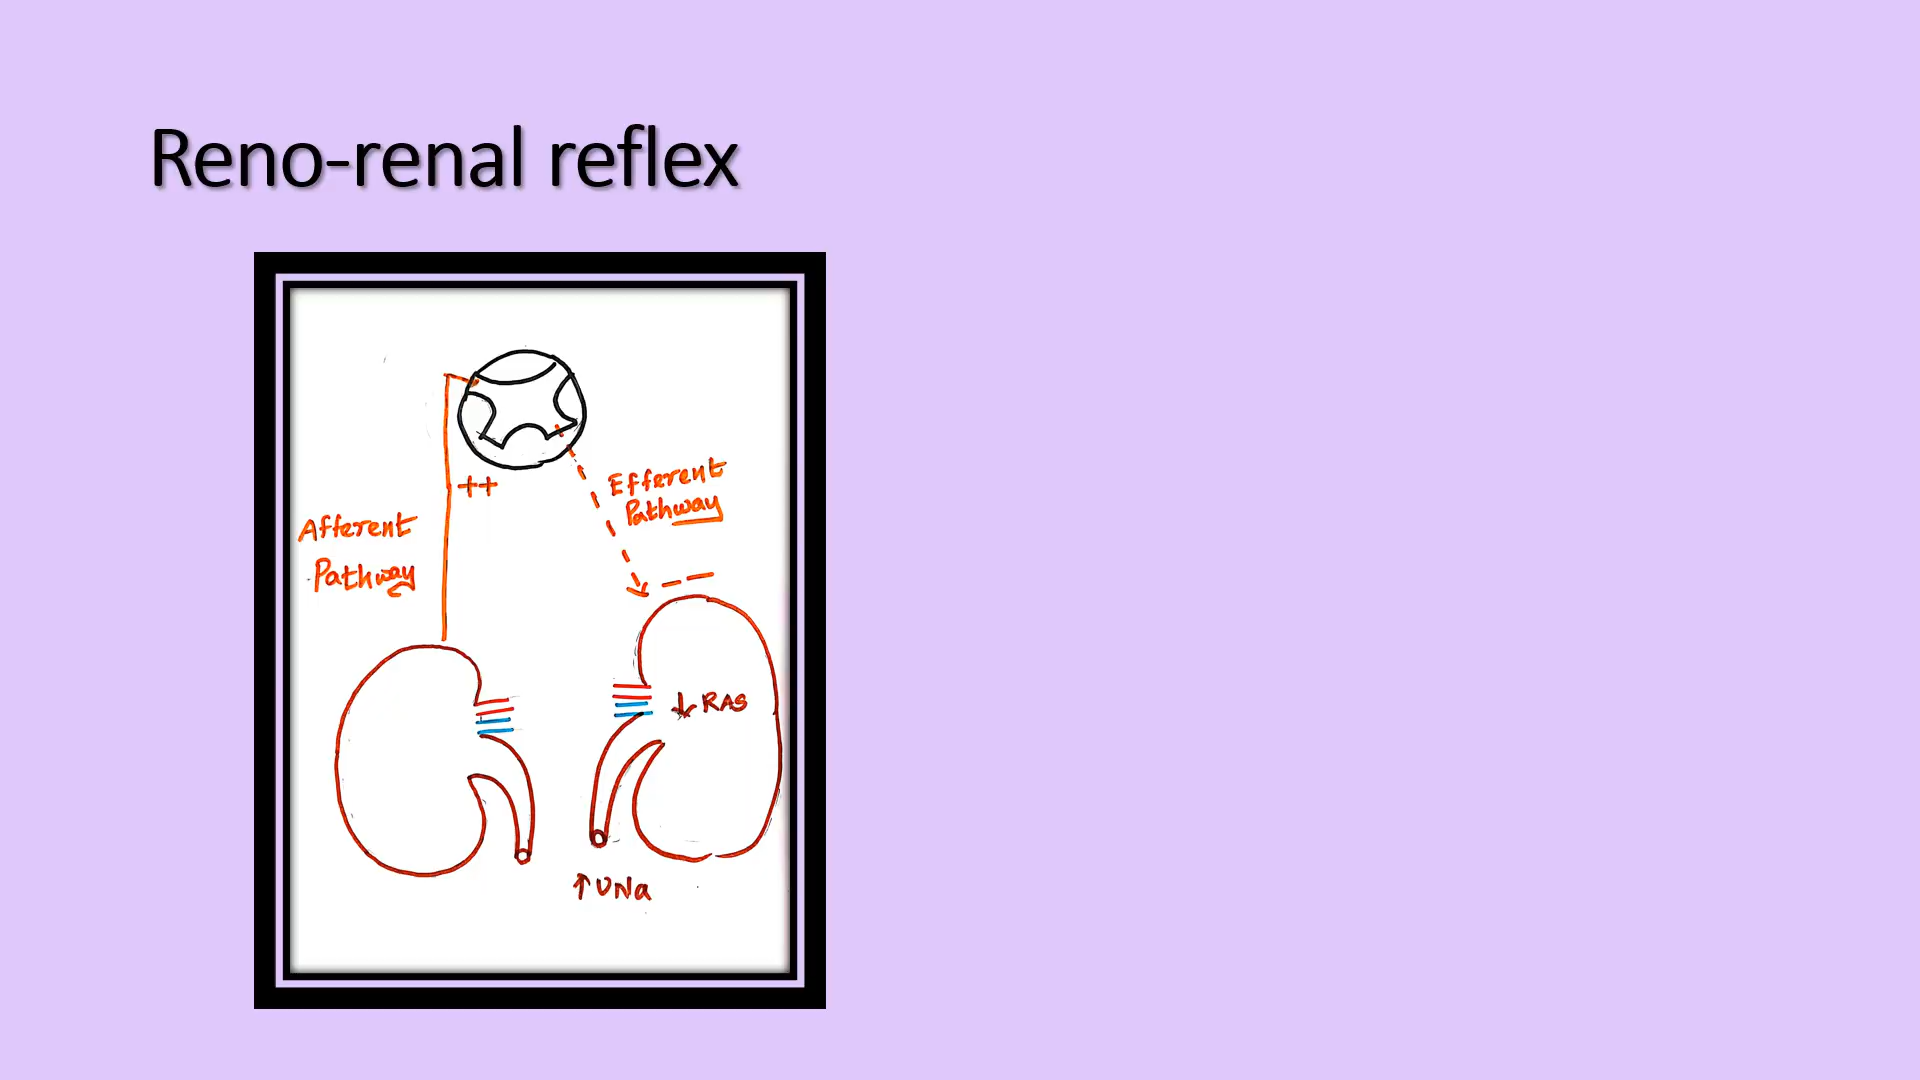 Reno-renal reflex
++
Efferent
Pathway
Afferent
Pathway
--
↓ RAS
↑ UNa